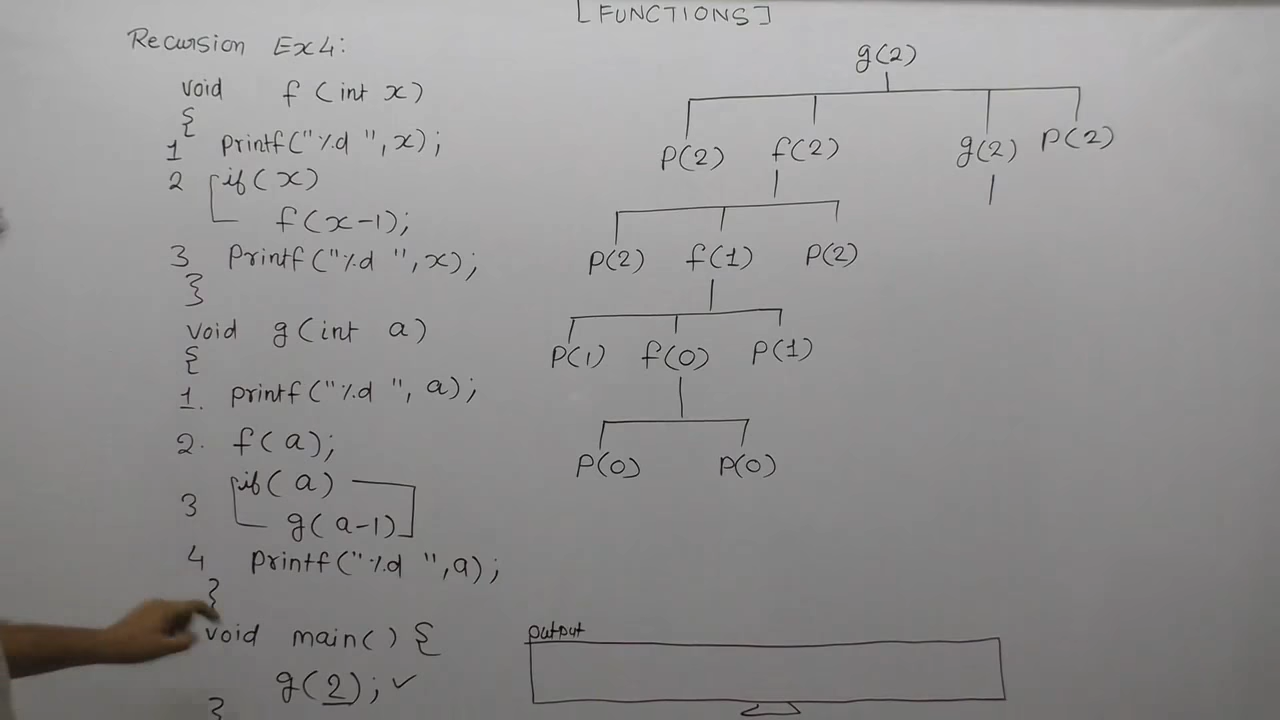 [FUNCTIONS]
Recursion Ex4:
void f (int x)
{
1 printf("%d ",x);
2 if(x)
f(x-1);
3 Printf("%d ",x);
}
void g(int a)
{
1. printf("%d ", a);
2. f(a);
3 if(a)
g(a-1)
4 printf("%d ",a);
}
void main() {
g(2); ✓
}
g(2)
P(2) f(2) g(2) P(2)
P(2) f(1) P(2)
P(1) f(0) P(1)
P(0) P(0)
output